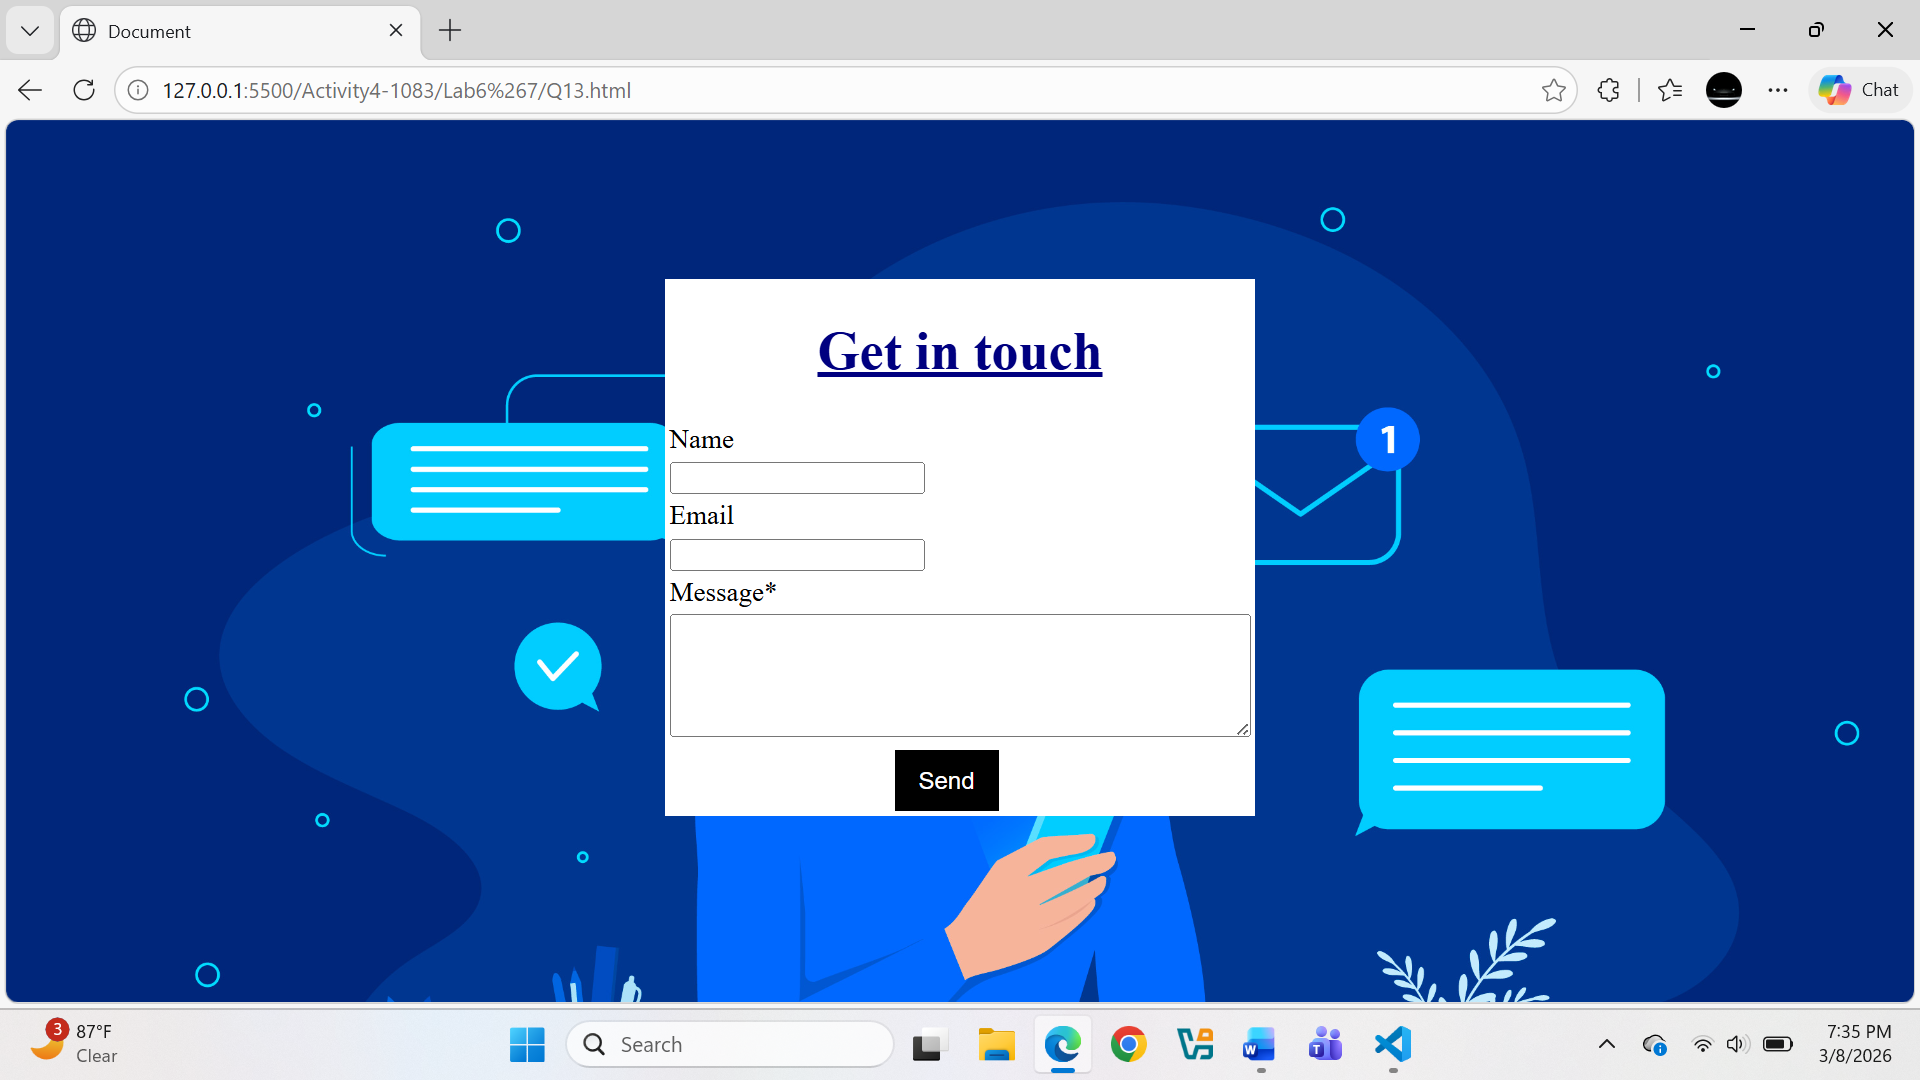 Document
127.0.0.1:5500/Activity4-1083/Lab6%267/Q13.html
Chat
Get in touch
1
Name
Email
Message*
Send
3
87°F
Clear
Search
W
T
7:35 PM
3/8/2026